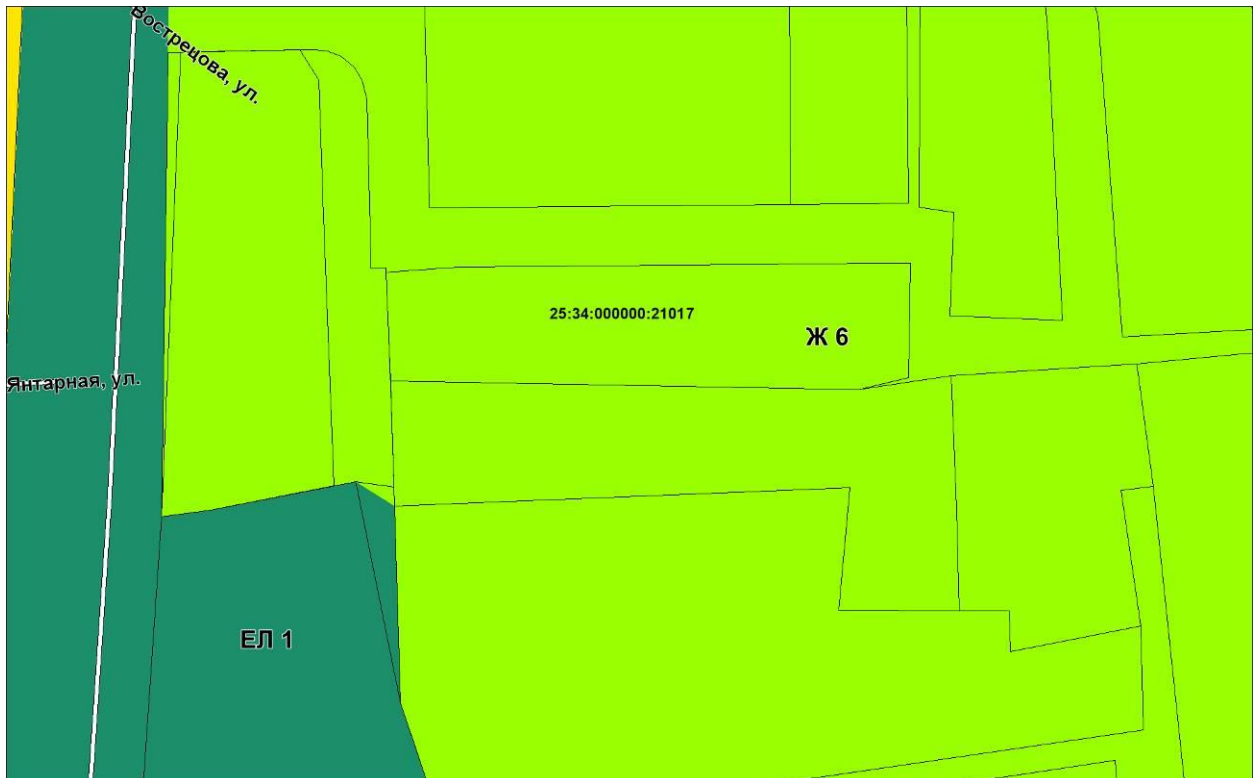 Вострецова, ул.
25:34:000000:21017
Ж 6
Янтарная, ул.
ЕЛ 1